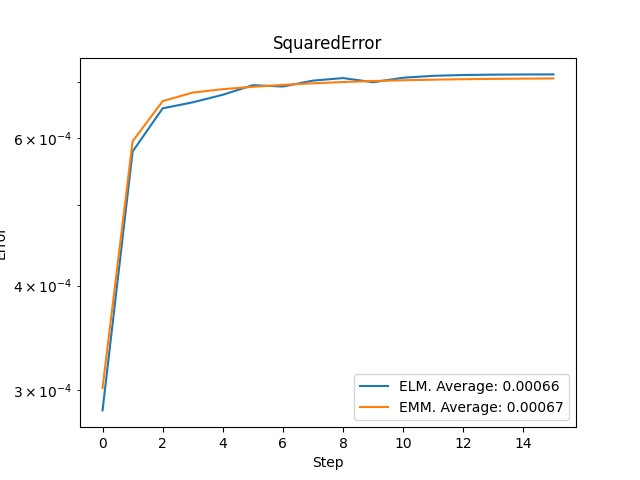 SquaredError
6 × 10⁻⁴
4 × 10⁻⁴
3 × 10⁻⁴
Error
0 2 4 6 8 10 12 14
Step
ELM. Average: 0.00066
EMM. Average: 0.00067